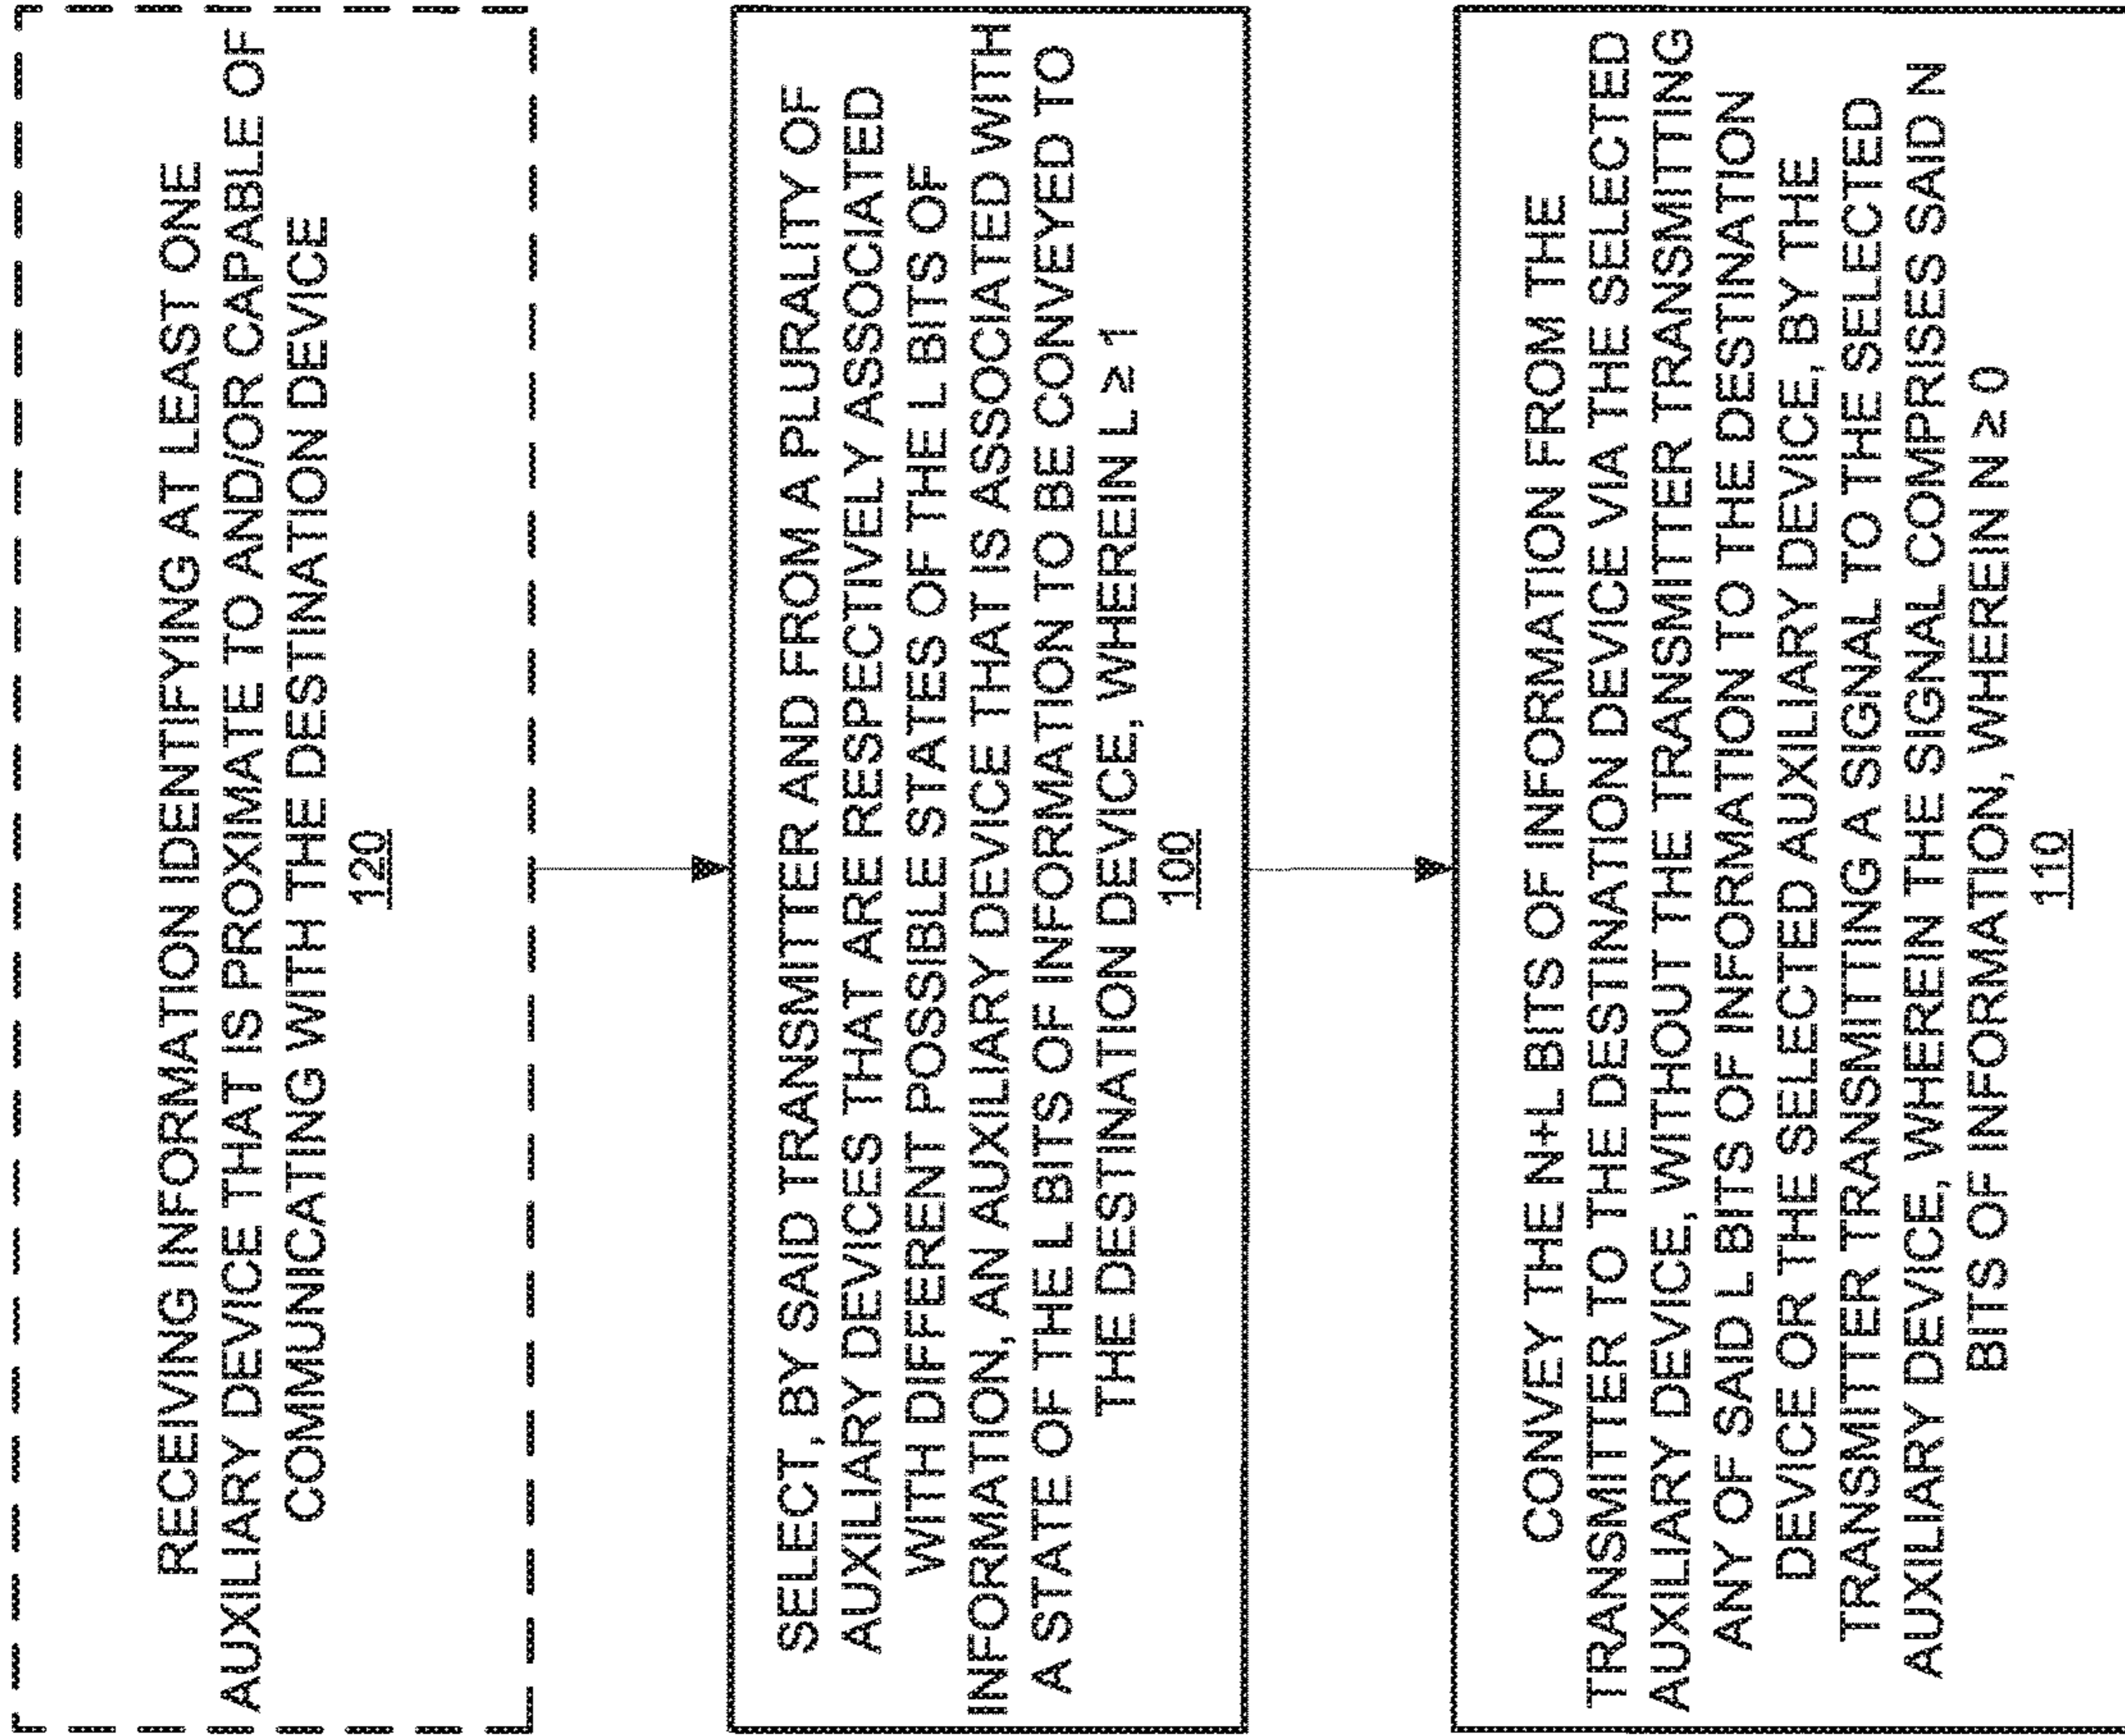 RECEIVING INFORMATION IDENTIFYING AT LEAST ONE
AUXILIARY DEVICE THAT IS PROXIMATE TO AND/OR CAPABLE OF
COMMUNICATING WITH THE DESTINATION DEVICE
120
SELECT, BY SAID TRANSMITTER AND FROM A PLURALITY OF
AUXILIARY DEVICES THAT ARE RESPECTIVELY ASSOCIATED
WITH DIFFERENT POSSIBLE STATES OF THE L BITS OF
INFORMATION, AN AUXILIARY DEVICE THAT IS ASSOCIATED WITH
A STATE OF THE L BITS OF INFORMATION TO BE CONVEYED TO
THE DESTINATION DEVICE, WHEREIN L ≥ 1
100
CONVEY THE N+L BITS OF INFORMATION FROM THE
TRANSMITTER TO THE DESTINATION DEVICE VIA THE SELECTED
AUXILIARY DEVICE, WITHOUT THE TRANSMITTER TRANSMITTING
ANY OF SAID L BITS OF INFORMATION TO THE DESTINATION
DEVICE OR THE SELECTED AUXILIARY DEVICE, BY THE
TRANSMITTER TRANSMITTING A SIGNAL TO THE SELECTED
AUXILIARY DEVICE, WHEREIN THE SIGNAL COMPRISES SAID N
BITS OF INFORMATION, WHEREIN N ≥ 0
110